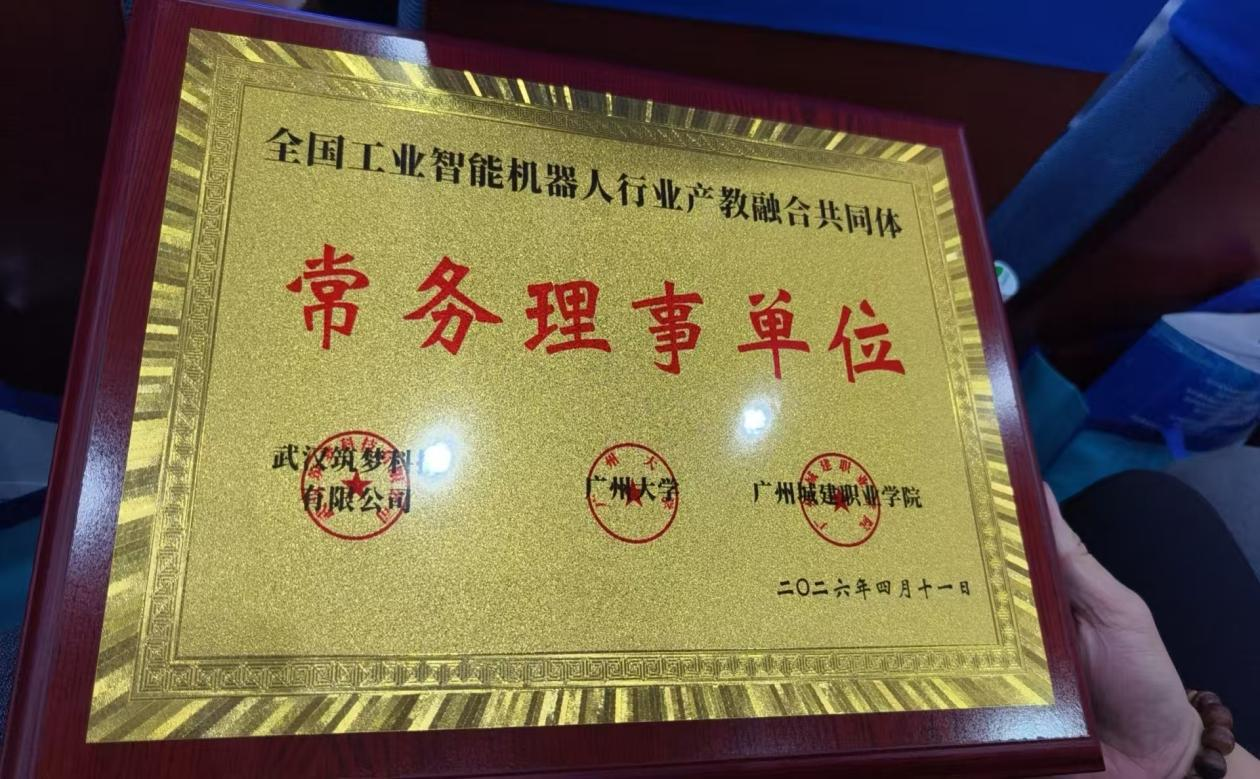 全国工业智能机器人行业产教融合共同体
常务理事单位
武汉筑梦科
有限公司
广州大学
广州城建职业学院
二〇二六年四月十一日